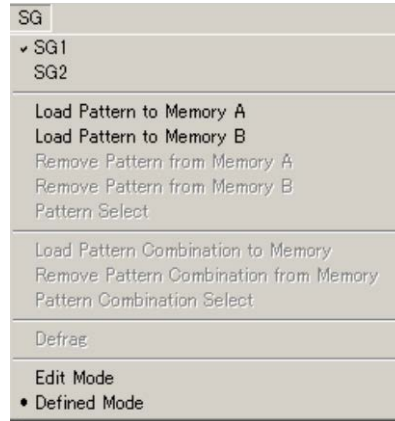 SG
SG1
SG2
Load Pattern to Memory A
Load Pattern to Memory B
Remove Pattern from Memory A
Remove Pattern from Memory B
Pattern Select
Load Pattern Combination to Memory
Remove Pattern Combination from Memory
Pattern Combination Select
Defrag
Edit Mode
Defined Mode